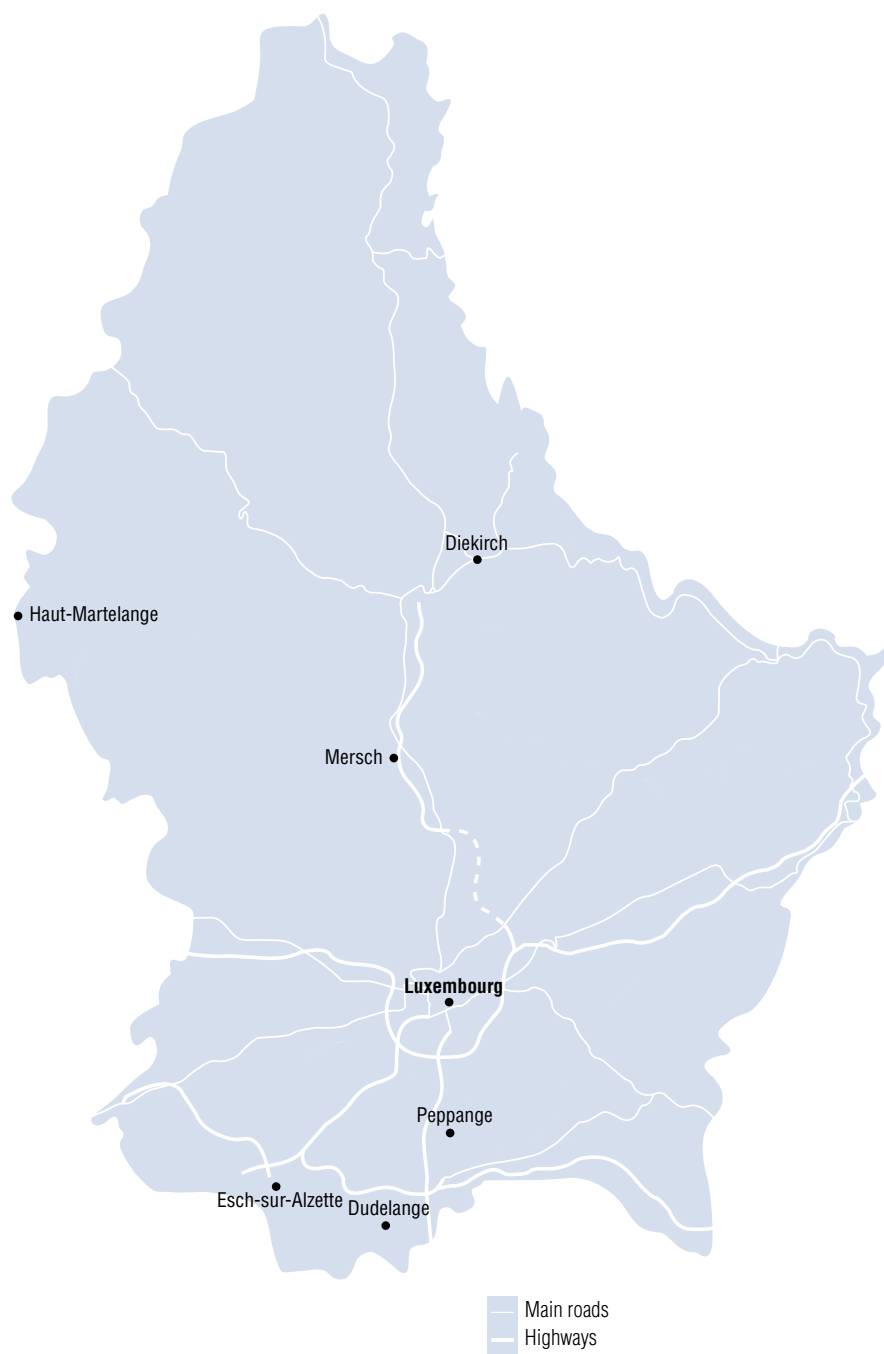 Diekirch
Haut-Martelange
Mersch
Luxembourg
Peppange
Esch-sur-Alzette
Dudelange
Main roads
Highways